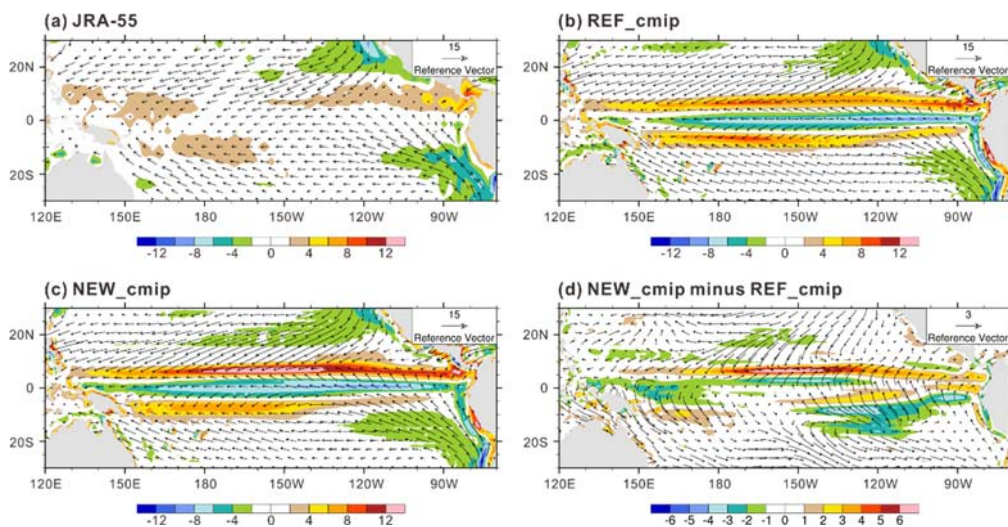 (a) JRA-55
15
Reference Vector
20N
0
20S
120E 150E 180 150W 120W 90W
-12 -8 -4 0 4 8 12
(b) REF_cmip
15
Reference Vector
20N
0
20S
120E 150E 180 150W 120W 90W
-12 -8 -4 0 4 8 12
(c) NEW_cmip
15
Reference Vector
20N
0
20S
120E 150E 180 150W 120W 90W
-12 -8 -4 0 4 8 12
(d) NEW_cmip minus REF_cmip
3
Reference Vector
20N
0
20S
120E 150E 180 150W 120W 90W
-6 -5 -4 -3 -2 -1 0 1 2 3 4 5 6